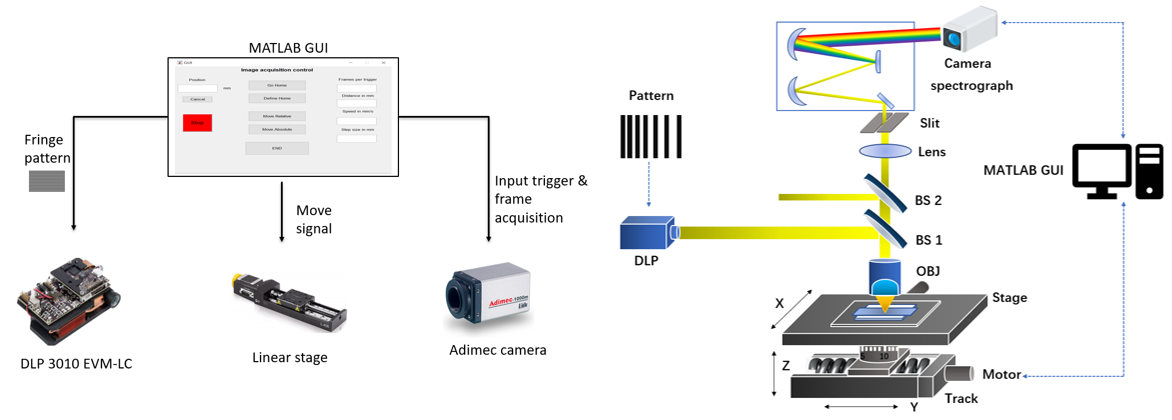 MATLAB GUI
GUI
Image acquisition control
Position
mm
Cancel
Stop
Go Home
Define Home
Move Relative
Move Absolute
END
Frames per trigger
Distance in mm
Speed in mm/s
Step size in mm
Fringe
pattern
Move
signal
Input trigger &
frame
acquisition
Adimec-1000m
DLP 3010 EVM-LC
Linear stage
Adimec camera
Camera
spectrograph
Pattern
Slit
Lens
MATLAB GUI
BS 2
BS 1
DLP
OBJ
Stage
X
Z
5 10
Motor
Track
Y